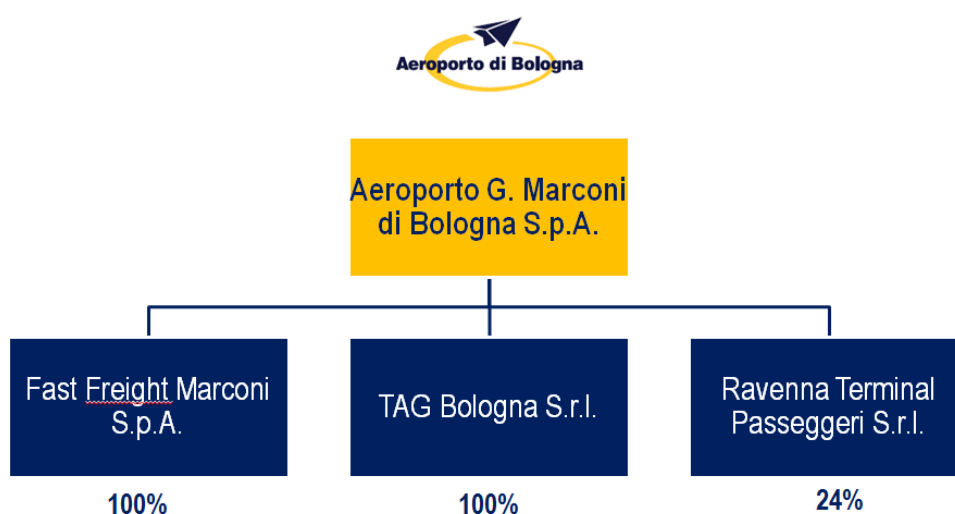 Aeroporto di Bologna
Aeroporto G. Marconi
di Bologna S.p.A.
Fast Freight Marconi
S.p.A.
TAG Bologna S.r.l.
Ravenna Terminal
Passeggeri S.r.l.
100%
100%
24%